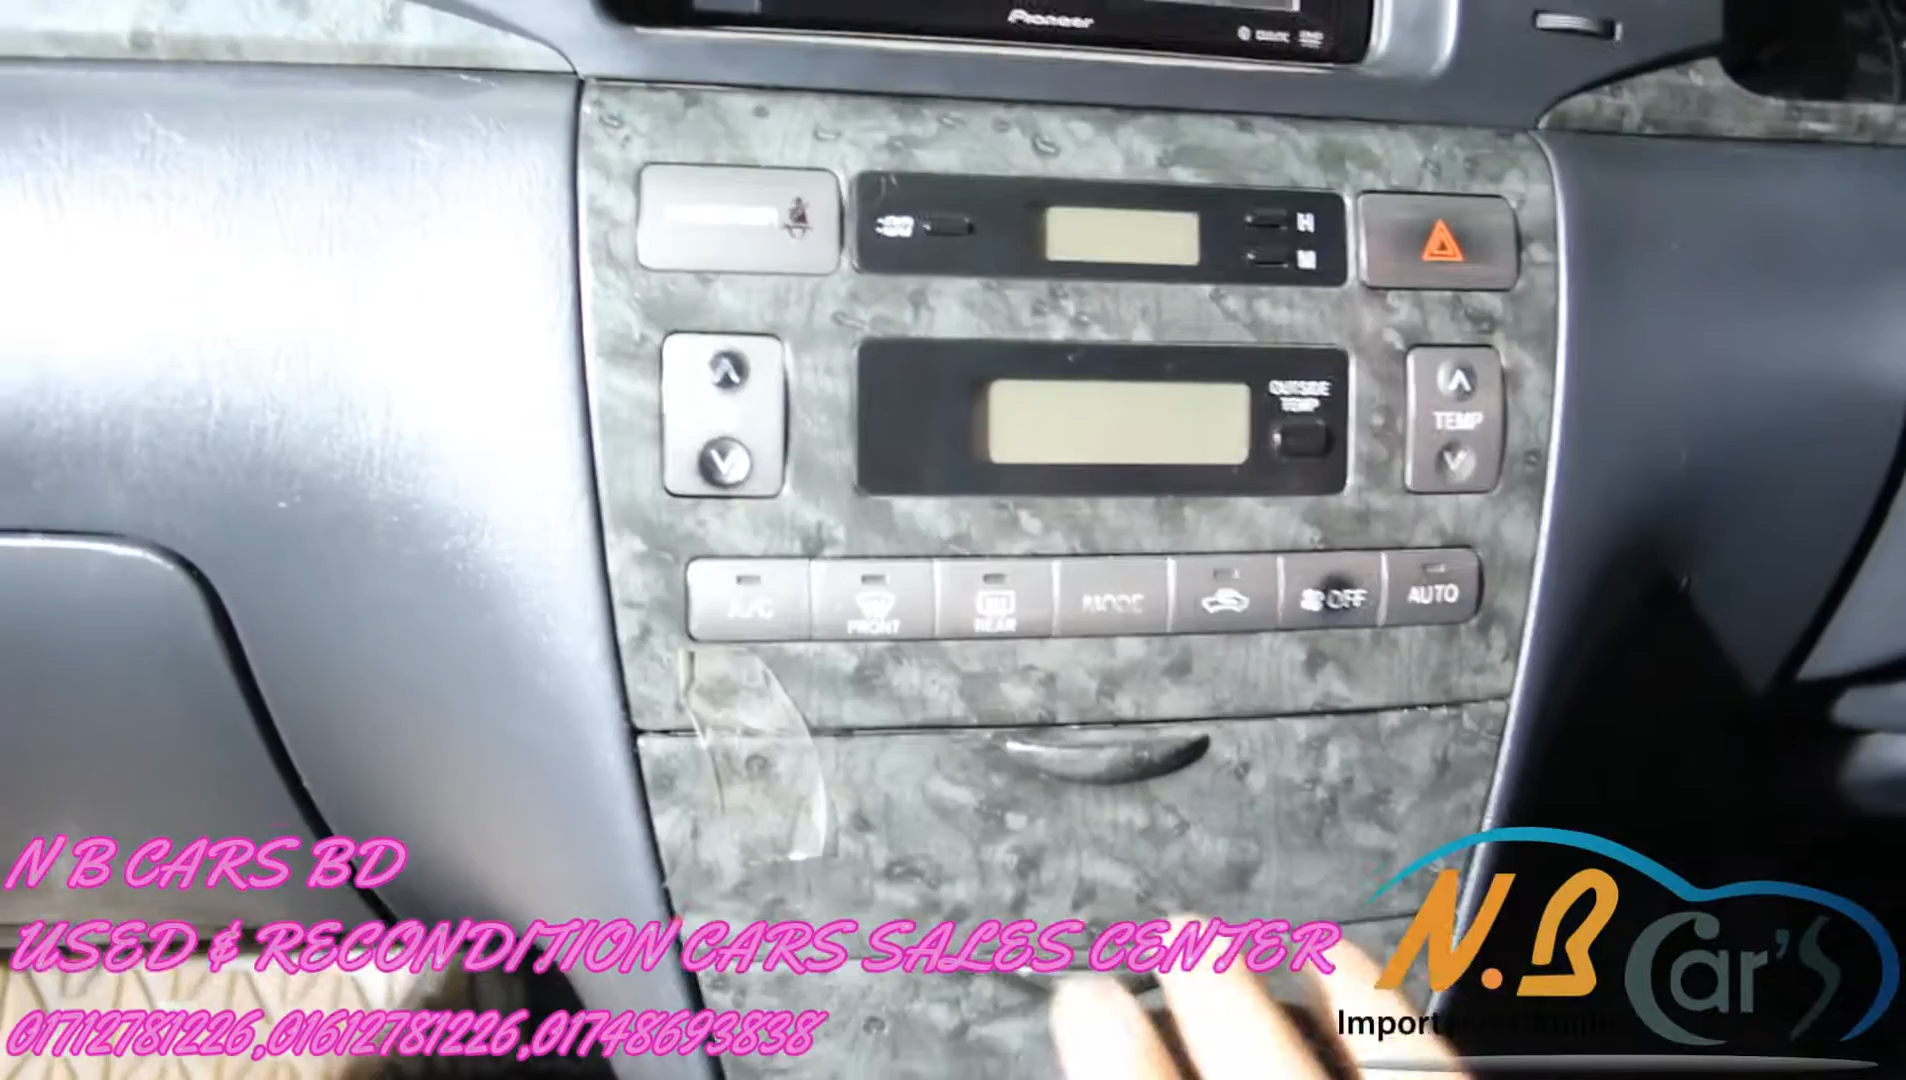 Pioneer
H
M
OUTSIDE
TEMP
TEMP
A/C
FRONT
REAR
MODE
OFF
AUTO
N B CARS BD
USED & RECONDITION CARS SALES CENTER
01712781226,01612781226,01748693838
N.B Car's